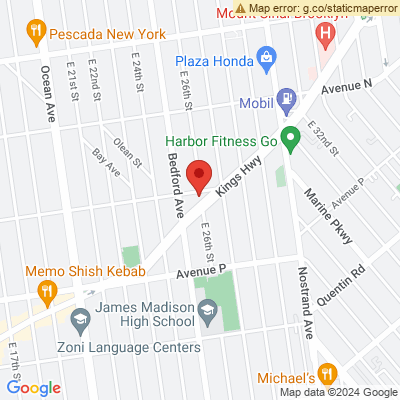 Mount Sinai Brooklyn
Map error: g.co/staticmaperror
Pescada New York
H
Plaza Honda
Avenue N
Mobil
Ocean Ave
E 21st St
E 22nd St
E 24th St
E 26th St
E 32nd St
Olean St
Bay Ave
Harbor Fitness Go
Bedford Ave
Kings Hwy
Avenue P
Marine Pkwy
E 26th St
Memo Shish Kebab
Avenue P
Quentin Rd
James Madison
High School
Nostrand Ave
E 17th St
Zoni Language Centers
Michael's
Google
Map data ©2024 Google